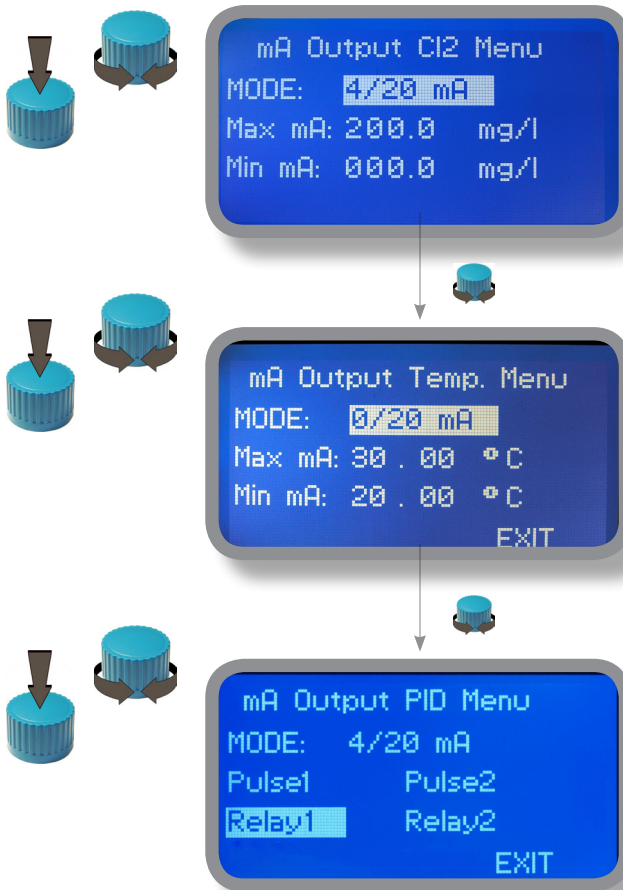 mA Output Cl2 Menu
MODE: 4/20 mA
Max mA: 200.0 mg/l
Min mA: 000.0 mg/l
mA Output Temp. Menu
MODE: 0/20 mA
Max mA: 30 . 00 °C
Min mA: 20 . 00 °C
EXIT
mA Output PID Menu
MODE: 4/20 mA
Pulse1 Pulse2
Relay1 Relay2
EXIT